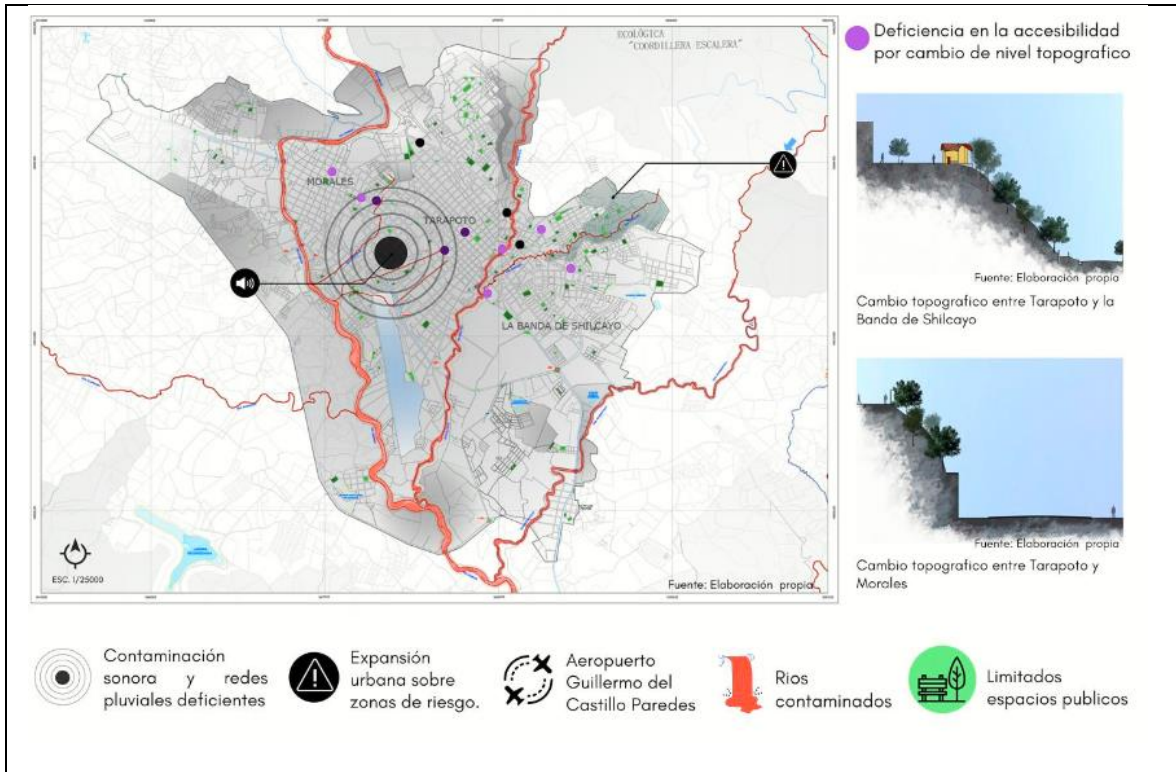 ECOLÓGICA
"COORDILLERA ESCALERA"
MORALES
TARAPOTO
LA BANDA DE SHILCAYO
ESC. 1/25000
Fuente: Elaboración propia
Deficiencia en la accesibilidad
por cambio de nivel topografico
Fuente: Elaboración propia
Cambio topografico entre Tarapoto y la
Banda de Shilcayo
Fuente: Elaboración propia
Cambio topografico entre Tarapoto y
Morales
Contaminación
sonora y redes
pluviales deficientes
Expansión
urbana sobre
zonas de riesgo.
Aeropuerto
Guillermo del
Castillo Paredes
Rios
contaminados
Limitados
espacios publicos